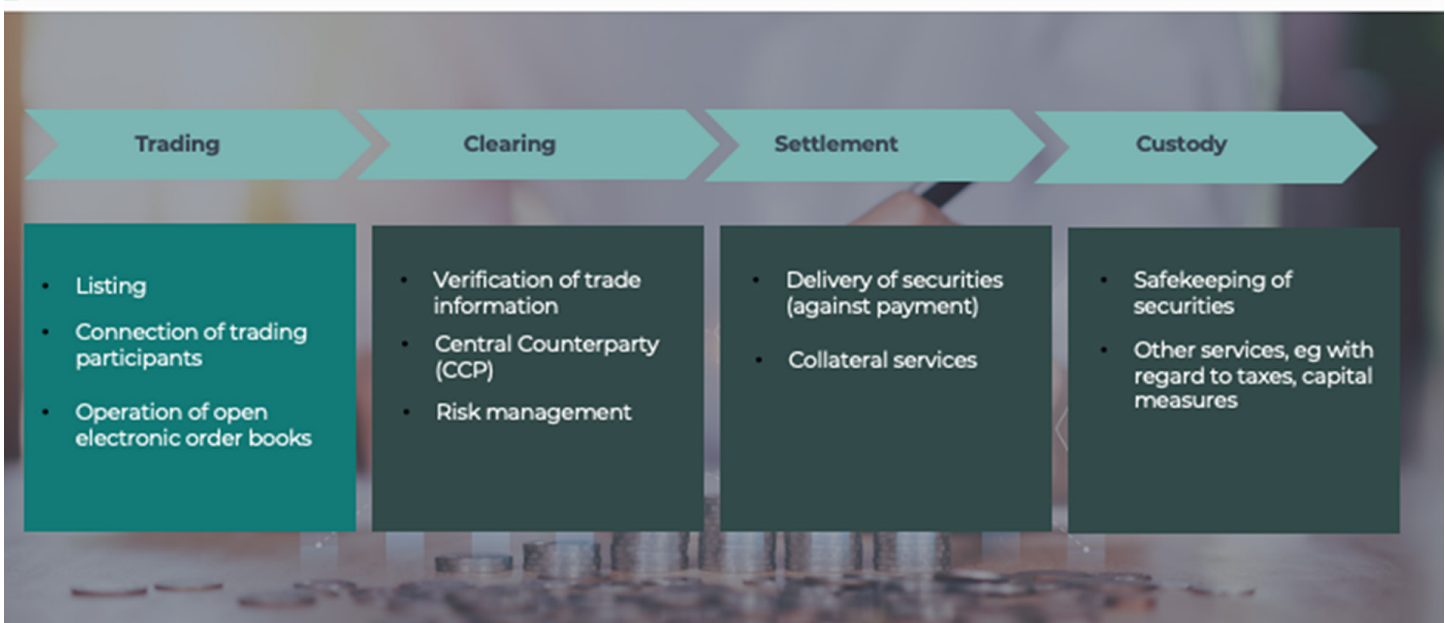 Trading
Clearing
Settlement
Custody
• Listing
• Connection of trading
participants
• Operation of open
electronic order books
• Verification of trade
information
• Central Counterparty
(CCP)
• Risk management
• Delivery of securities
(against payment)
• Collateral services
• Safekeeping of
securities
• Other services, eg with
regard to taxes, capital
measures